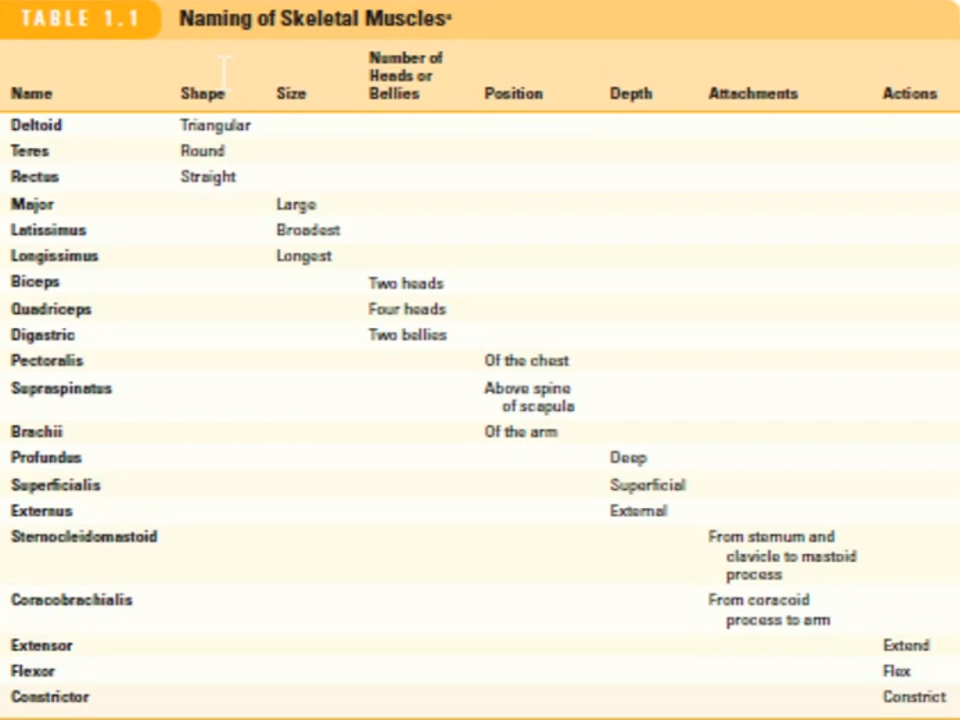 TABLE 1.1 Naming of Skeletal Musclesª
Number of
Heads or
Name Shape Size Bellies Position Depth Attachments Actions
Deltoid Triangular
Teres Round
Rectus Straight
Major Large
Latissimus Broadest
Longissimus Longest
Biceps Two heads
Quadriceps Four heads
Digastric Two bellies
Pectoralis Of the chest
Supraspinatus Above spine
of scapula
Brachii Of the arm
Profundus Deep
Superficialis Superficial
Externus External
Sternocleidomastoid From sternum and
clavicle to mastoid
process
Coracobrachialis From coracoid
process to arm
Extensor Extend
Flexor Flex
Constrictor Constrict